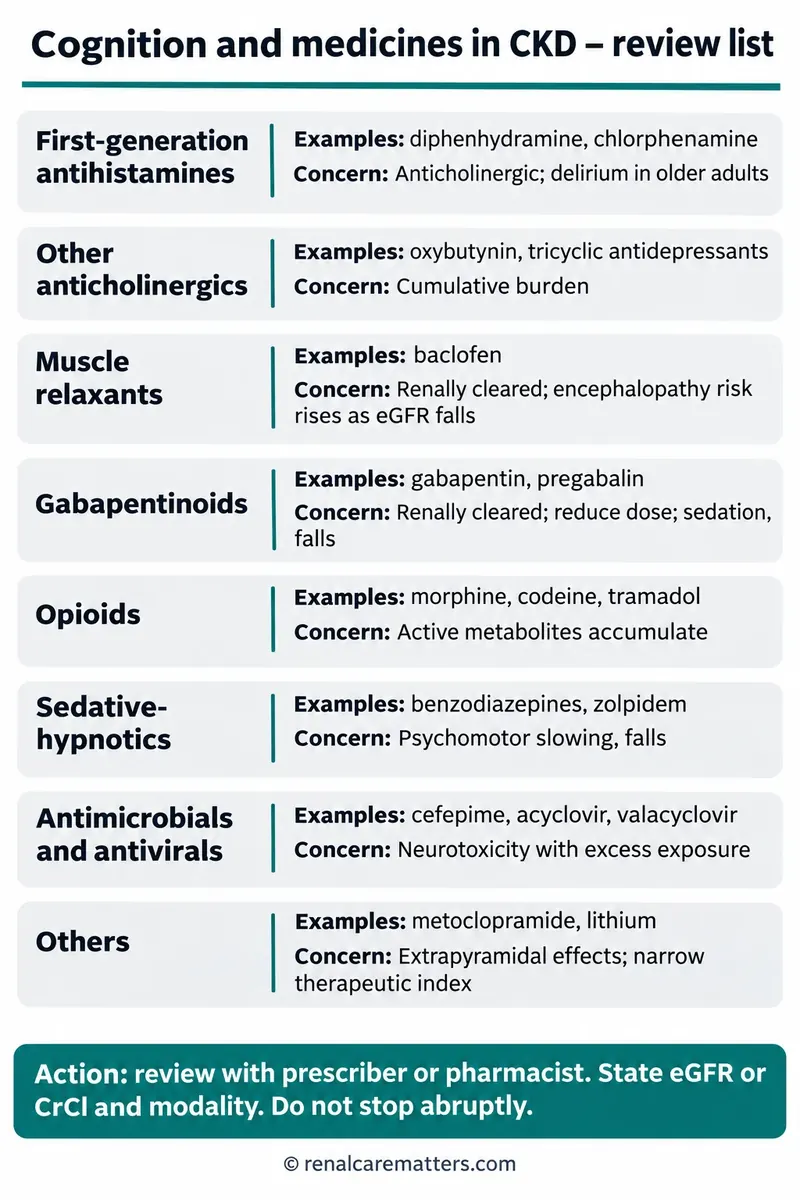 Cognition and medicines in CKD – review list
First-generation
antihistamines
Examples: diphenhydramine, chlorphenamine
Concern: Anticholinergic; delirium in older adults
Other
anticholinergics
Examples: oxybutynin, tricyclic antidepressants
Concern: Cumulative burden
Muscle
relaxants
Examples: baclofen
Concern: Renally cleared; encephalopathy risk
rises as eGFR falls
Gabapentinoids
Examples: gabapentin, pregabalin
Concern: Renally cleared; reduce dose; sedation,
falls
Opioids
Examples: morphine, codeine, tramadol
Concern: Active metabolites accumulate
Sedative-
hypnotics
Examples: benzodiazepines, zolpidem
Concern: Psychomotor slowing, falls
Antimicrobials
and antivirals
Examples: cefepime, acyclovir, valacyclovir
Concern: Neurotoxicity with excess exposure
Others
Examples: metoclopramide, lithium
Concern: Extrapyramidal effects; narrow
therapeutic index
Action: review with prescriber or pharmacist. State eGFR or
CrCl and modality. Do not stop abruptly.
© renalcarematters.com